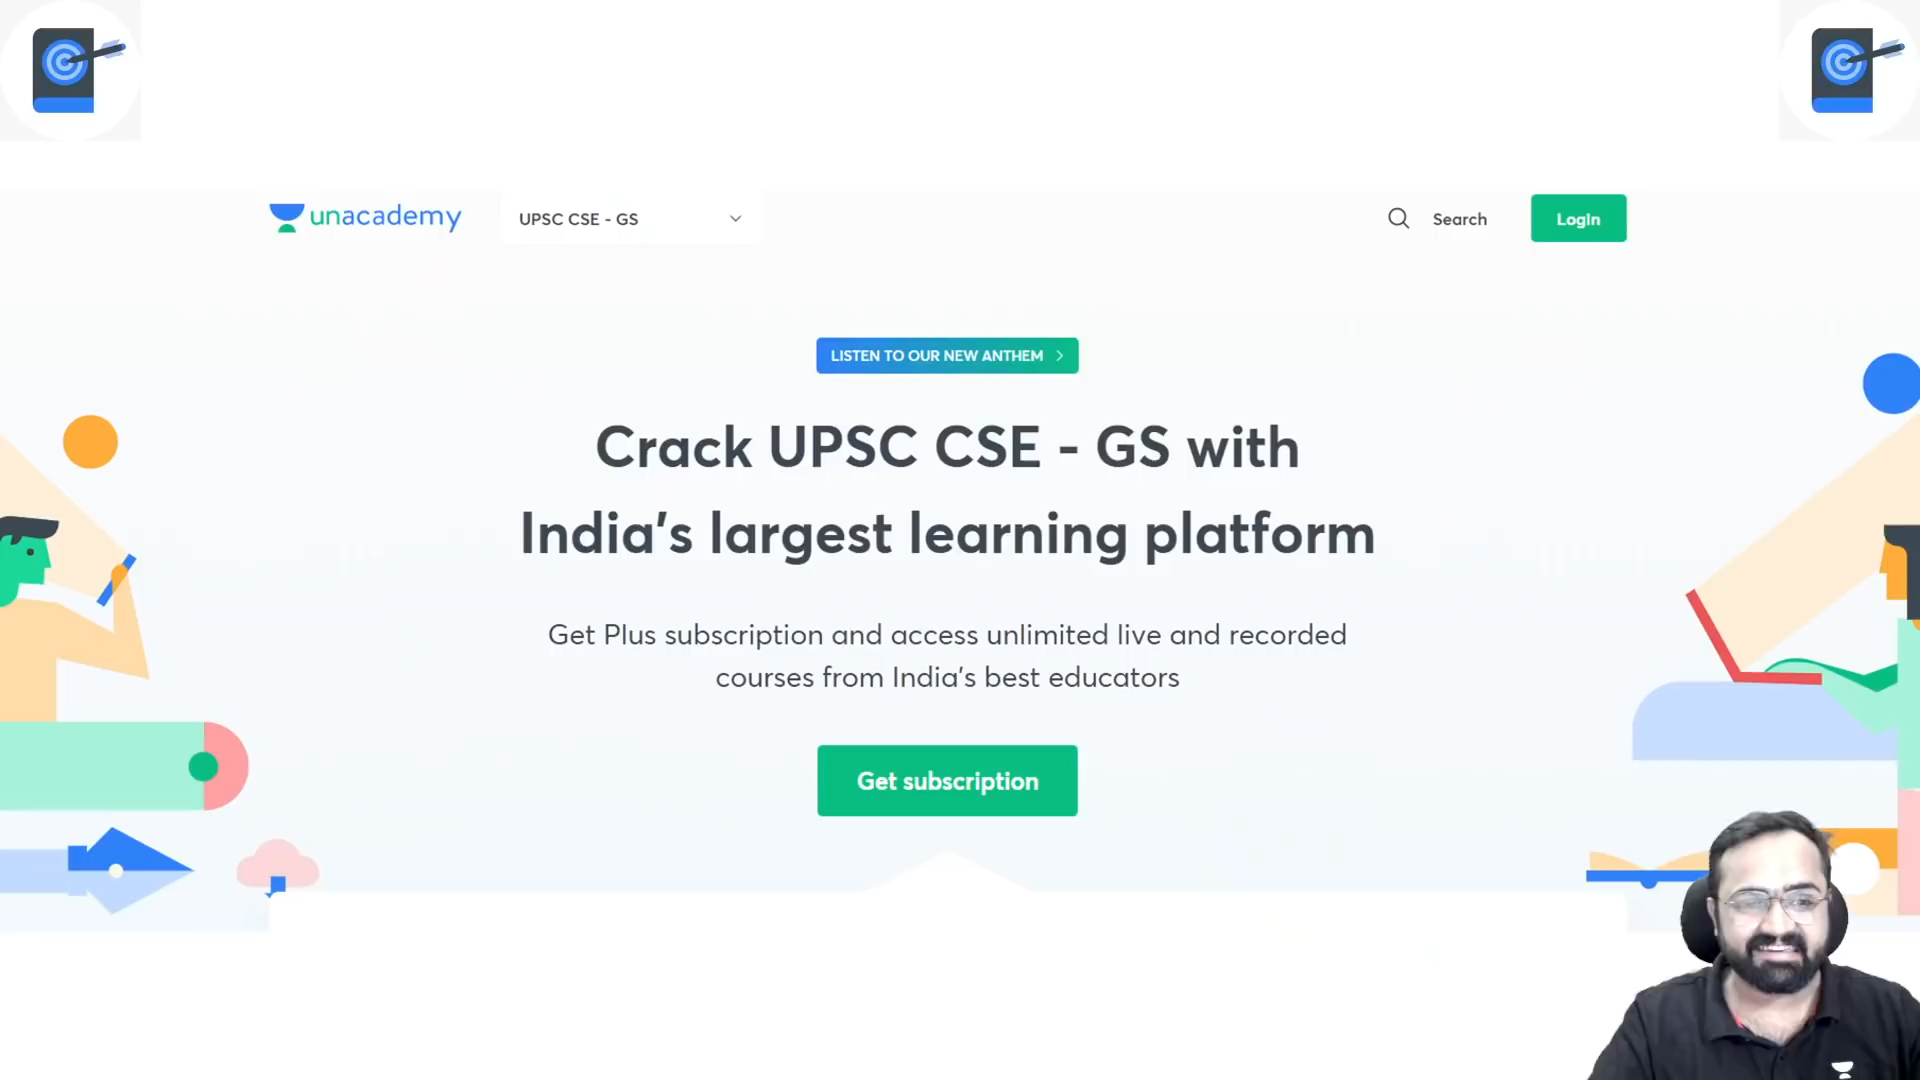 unacademy
UPSC CSE - GS
Search
Login
LISTEN TO OUR NEW ANTHEM
Crack UPSC CSE - GS with
India's largest learning platform
Get Plus subscription and access unlimited live and recorded
courses from India's best educators
Get subscription